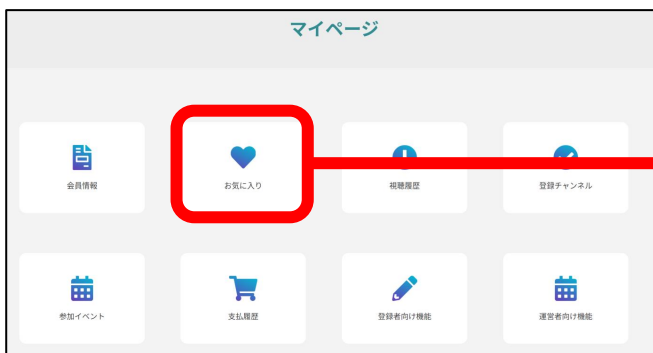 マイページ
会員情報
お気に入り
視聴履歴
登録チャンネル
参加イベント
支払履歴
登録者向け機能
運営者向け機能